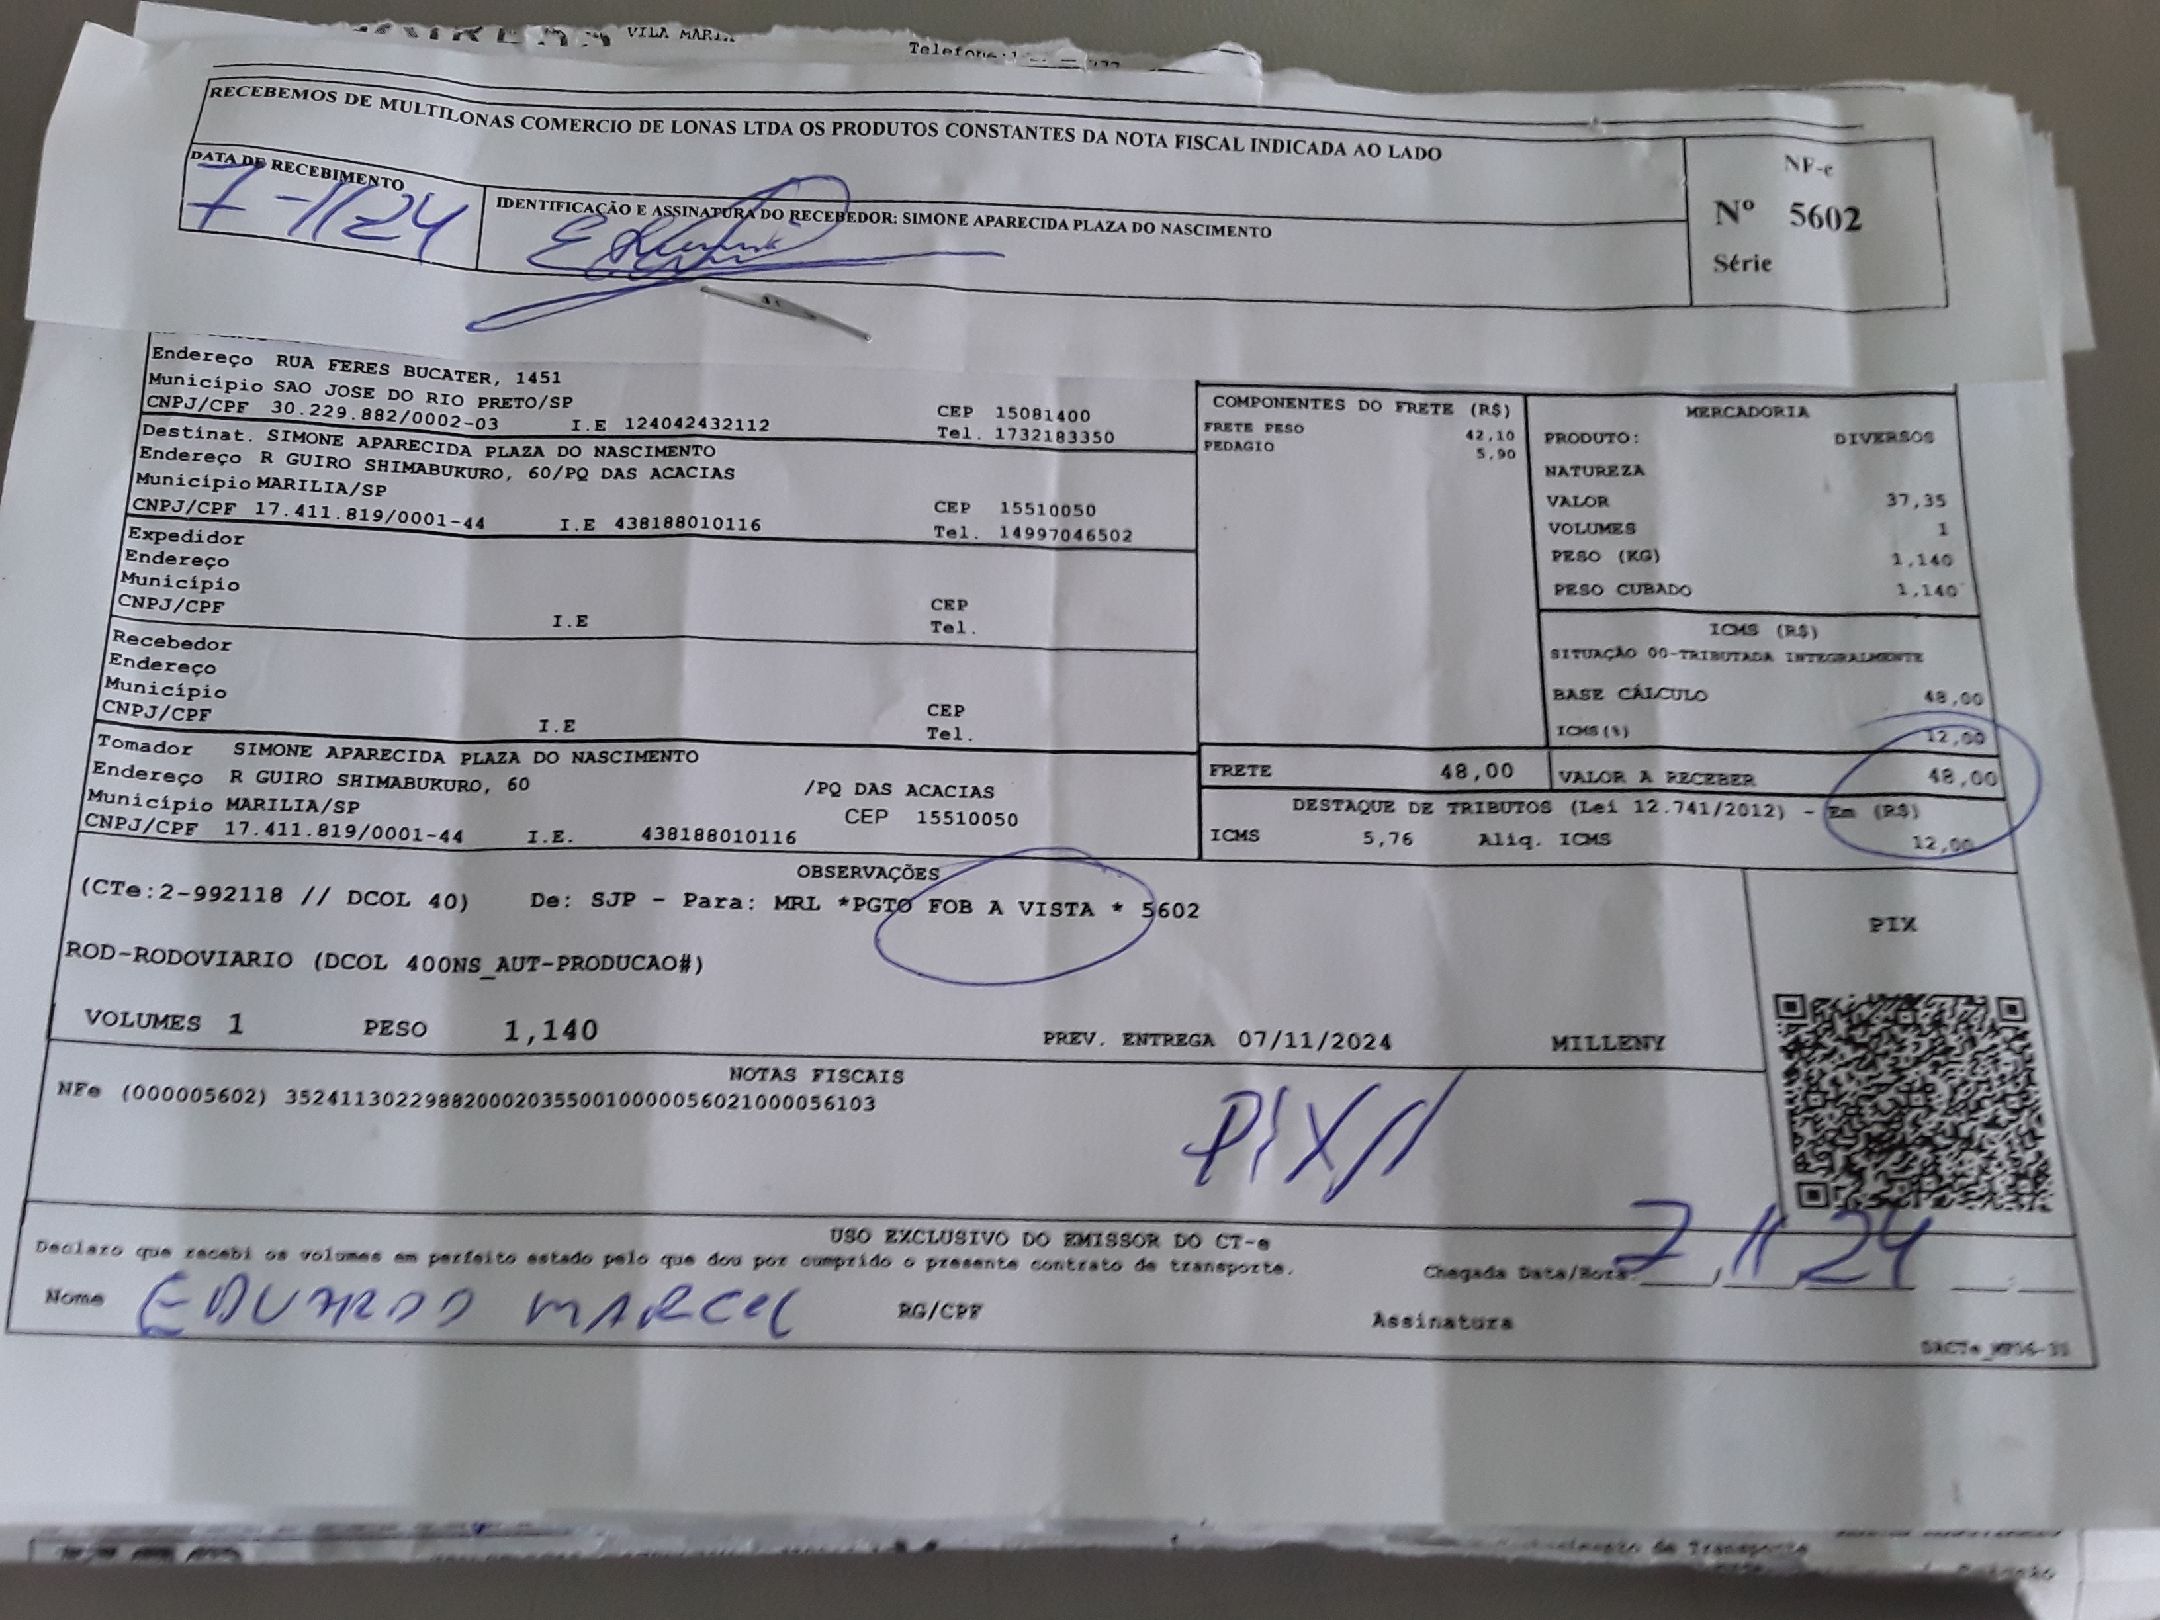 VILA MARIA
Telefone:
RECEBEMOS DE MULTILONAS COMERCIO DE LONAS LTDA OS PRODUTOS CONSTANTES DA NOTA FISCAL INDICADA AO LADO
NF-e
Nº 5602
Série
DATA DE RECEBIMENTO
7-11/24
IDENTIFICAÇÃO E ASSINATURA DO RECEBEDOR: SIMONE APARECIDA PLAZA DO NASCIMENTO
Endereço RUA FERES BUCATER, 1451
Município SAO JOSE DO RIO PRETO/SP
CEP 15081400
CNPJ/CPF 30.229.882/0002-03 I.E 124042432112 Tel. 1732183350
Destinat. SIMONE APARECIDA PLAZA DO NASCIMENTO
Endereço R GUIRO SHIMABUKURO, 60/PQ DAS ACACIAS
Município MARILIA/SP CEP 15510050
CNPJ/CPF 17.411.819/0001-44 I.E 438188010116 Tel. 14997046502
Expedidor
Endereço
Município CEP
CNPJ/CPF I.E Tel.
Recebedor
Endereço
Município CEP
CNPJ/CPF I.E Tel.
Tomador SIMONE APARECIDA PLAZA DO NASCIMENTO
Endereço R GUIRO SHIMABUKURO, 60 /PQ DAS ACACIAS
Município MARILIA/SP CEP 15510050
CNPJ/CPF 17.411.819/0001-44 I.E. 438188010116
COMPONENTES DO FRETE (R$)
FRETE PESO 42,10
PEDAGIO 5,90
MERCADORIA
PRODUTO: DIVERSOS
NATUREZA
VALOR 37,35
VOLUMES 1
PESO (KG) 1,140
PESO CUBADO 1,140
ICMS (R$)
SITUAÇÃO 00-TRIBUTADA INTEGRALMENTE
BASE CÁLCULO 48,00
ICMS(%) 12,00
FRETE 48,00 VALOR A RECEBER 48,00
DESTAQUE DE TRIBUTOS (Lei 12.741/2012) - Em (R$)
ICMS 5,76 Aliq. ICMS 12,00
OBSERVAÇÕES
(CTe:2-992118 // DCOL 40) De: SJP - Para: MRL *PGTO FOB A VISTA * 5602
ROD-RODOVIARIO (DCOL 400NS_AUT-PRODUCAO#)
VOLUMES 1 PESO 1,140 PREV. ENTREGA 07/11/2024 MILLENY
PIX
NOTAS FISCAIS
NFe (000005602) 35241130229882000203550010000056021000056103
PIX//
USO EXCLUSIVO DO EMISSOR DO CT-e
Declaro que recebi os volumes em perfeito estado pelo que dou por cumprido o presente contrato de transporte.
Chegada Data/Hora: 7 11 24
Nome EDUARDO MARCEL RG/CPF Assinatura